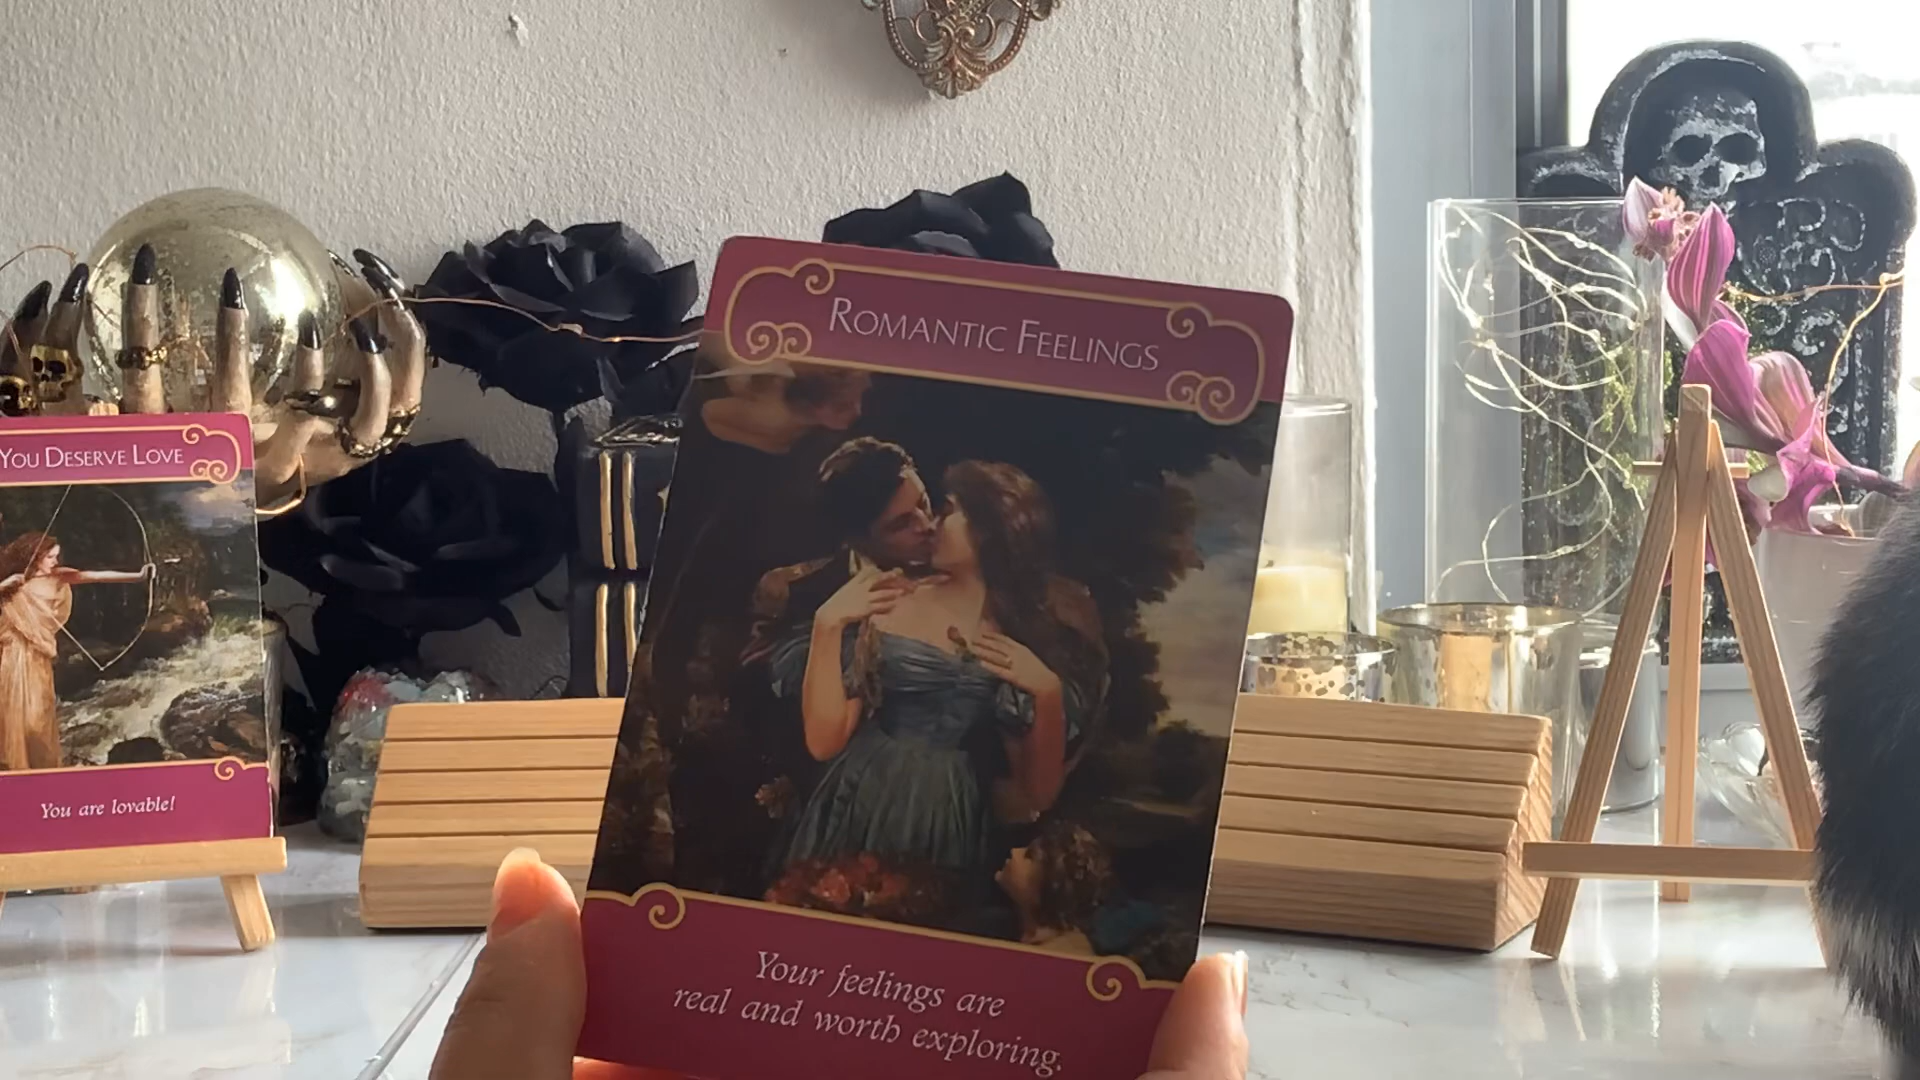 YOU DESERVE LOVE
You are lovable!
ROMANTIC FEELINGS
Your feelings are
real and worth exploring.